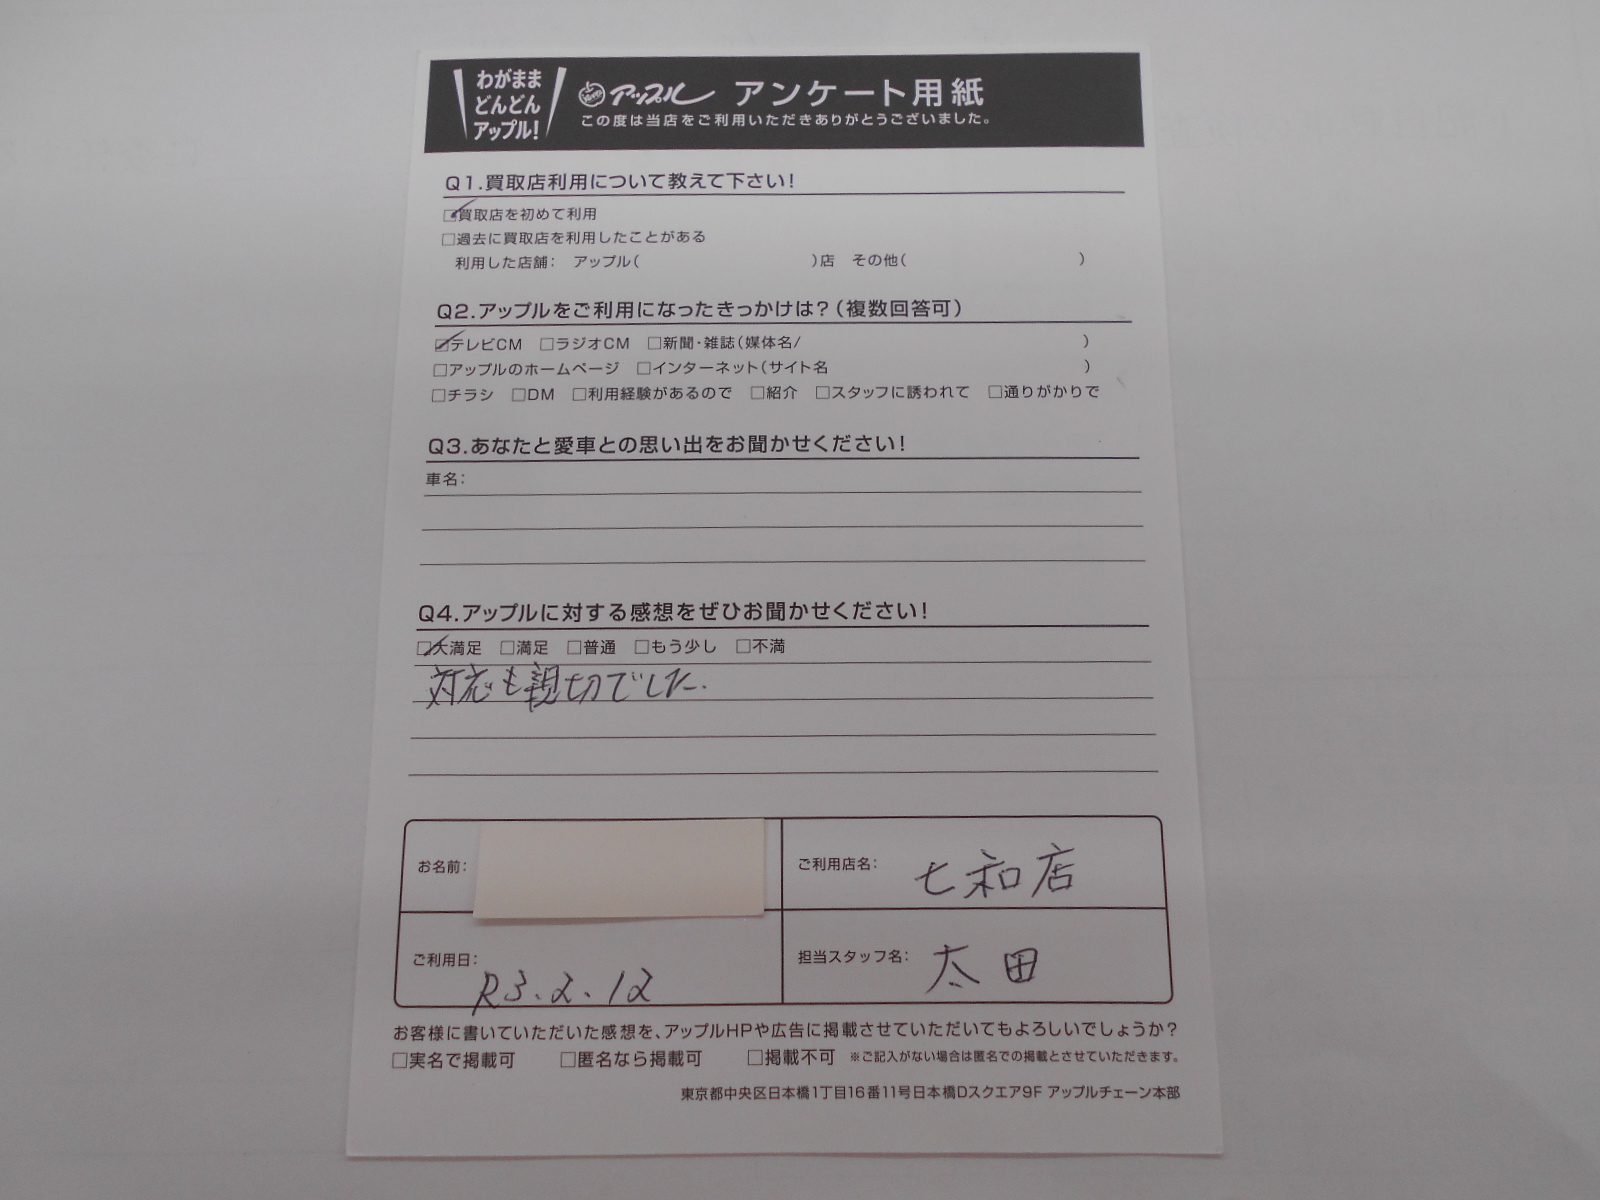 わがまま
どんどん
アップル!
アップル アンケート用紙
この度は当店をご利用いただきありがとうございました。
Q1.買取店利用について教えて下さい!
☑買取店を初めて利用
□過去に買取店を利用したことがある
利用した店舗: アップル( )店 その他( )
Q2.アップルをご利用になったきっかけは?(複数回答可)
☑テレビCM □ラジオCM □新聞・雑誌(媒体名/ )
□アップルのホームページ □インターネット(サイト名 )
□チラシ □DM □利用経験があるので □紹介 □スタッフに誘われて □通りがかりで
Q3.あなたと愛車との思い出をお聞かせください!
車名:
Q4.アップルに対する感想をぜひお聞かせください!
☑大満足 □満足 □普通 □もう少し □不満
対応も親切でした.
お名前:
ご利用店名: 七和店
ご利用日: R3.2.12
担当スタッフ名: 太田
お客様に書いていただいた感想を、アップルHPや広告に掲載させていただいてもよろしいでしょうか?
□実名で掲載可 □匿名なら掲載可 □掲載不可 ※ご記入がない場合は匿名での掲載とさせていただきます。
東京都中央区日本橋1丁目16番11号日本橋Dスクエア9F アップルチェーン本部